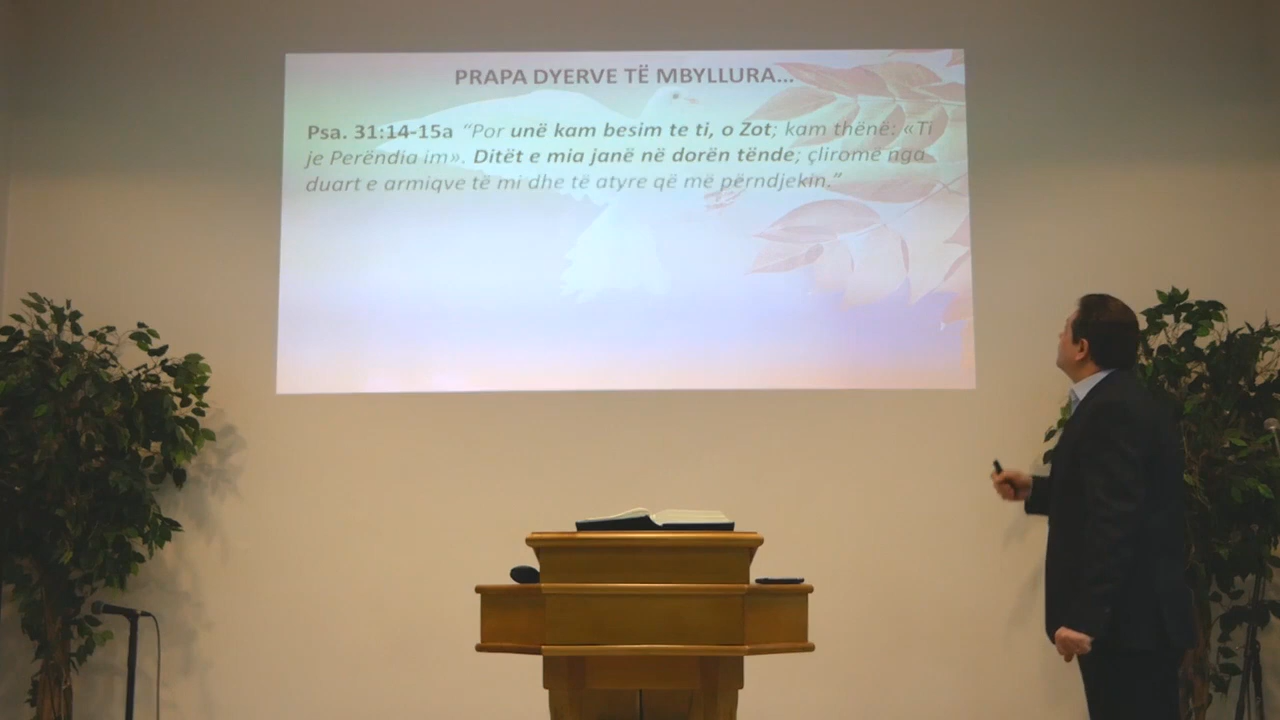 PRAPA DYERVE TË MBYLLURA...
Psa. 31:14-15a “Por unë kam besim te ti, o Zot; kam thënë: «Ti
je Perëndia im». Ditët e mia janë në dorën tënde; çliromë nga
duart e armiqve të mi dhe të atyre që më përndjekin.”